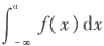 ∫_{-∞}^{a} f(x) dx